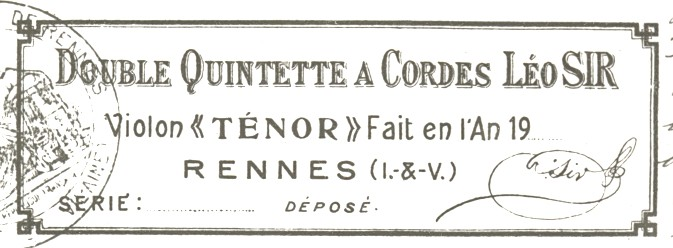 DOUBLE QUINTETTE A CORDES LÉO SIR
Violon « TÉNOR » Fait en l'An 19......
RENNES (I.-&-V.)
SERIE: ..................... DÉPOSÉ.